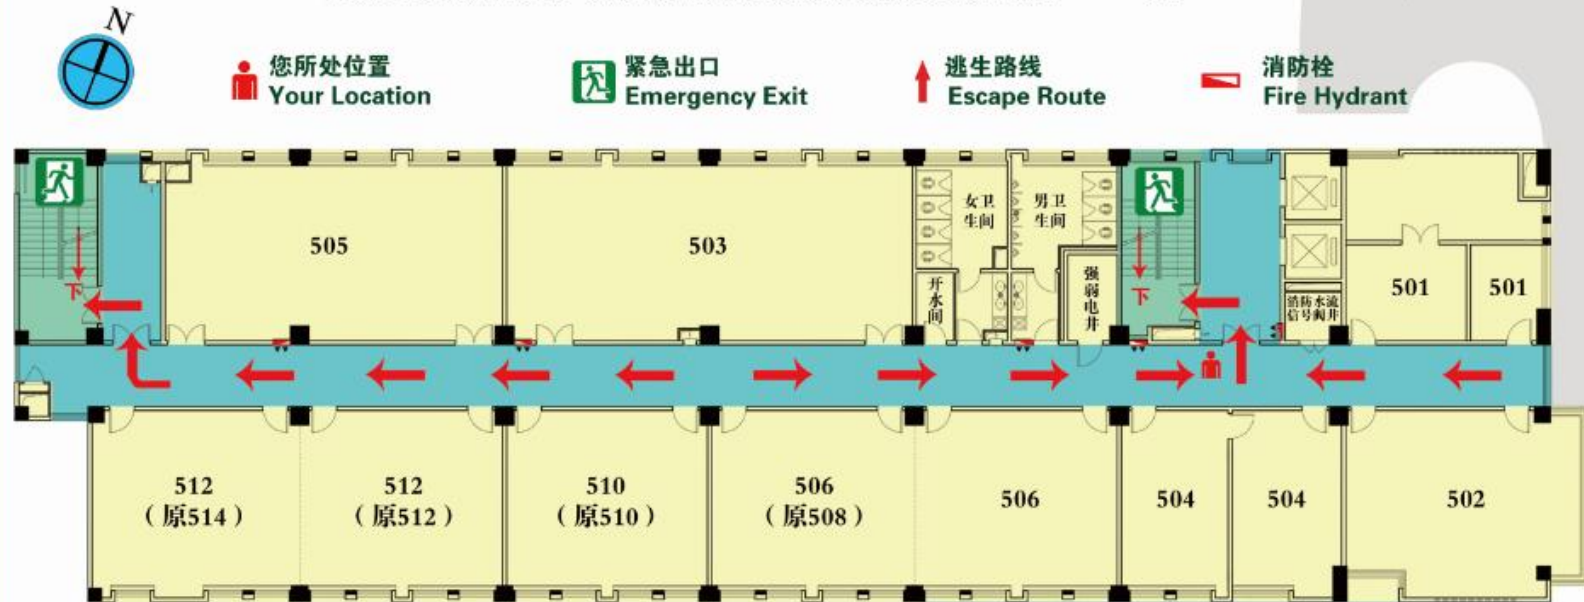 N
您所处位置
Your Location
紧急出口
Emergency Exit
逃生路线
Escape Route
消防栓
Fire Hydrant
505
503
女卫
生间
男卫
生间
开水间
强弱电井
下
下
消防水流
信号阀井
501
501
512
（原514）
512
（原512）
510
（原510）
506
（原508）
506
504
504
502